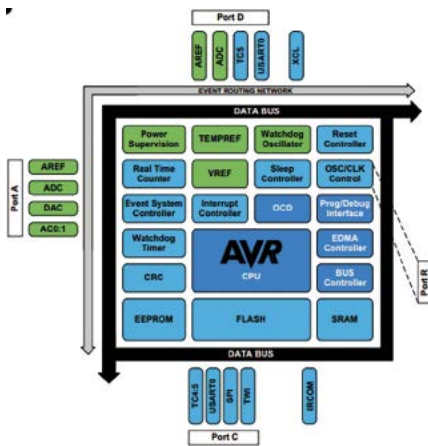 Port D
AREF
ADC
TC5
USART0
XCL
EVENT ROUTING NETWORK
DATA BUS
Power
Supervision
TEMPREF
Watchdog
Oscillator
Reset
Controller
Real Time
Counter
VREF
Sleep
Controller
OSC/CLK
Control
Event System
Controller
Interrupt
Controller
OCD
Prog/Debug
Interface
Watchdog
Timer
AVR
CPU
EDMA
Controller
CRC
BUS
Controller
EEPROM
FLASH
SRAM
DATA BUS
Port A
AREF
ADC
DAC
AC0:1
Port R
TC4:5
USART0
SPI
TWI
IRCOM
Port C